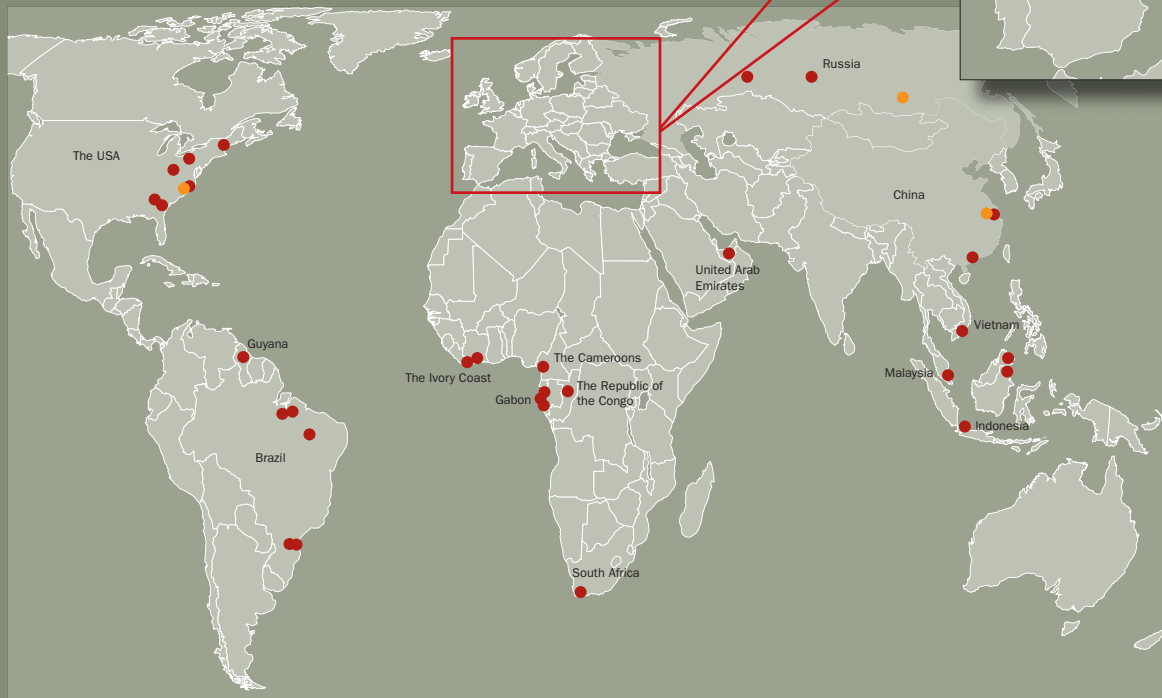 Russia
The USA
China
United Arab
Emirates
Vietnam
Guyana
The Cameroons
Malaysia
The Ivory Coast
The Republic of
the Congo
Gabon
Indonesia
Brazil
South Africa